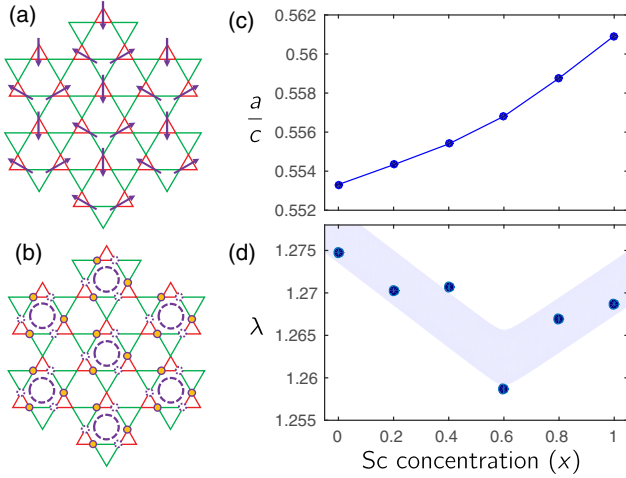 (a)
(c)
0.562
0.56
0.558
0.556
0.554
0.552
a
c
(b)
(d)
1.275
1.27
1.265
1.26
1.255
λ
0 0.2 0.4 0.6 0.8 1
Sc concentration (x)